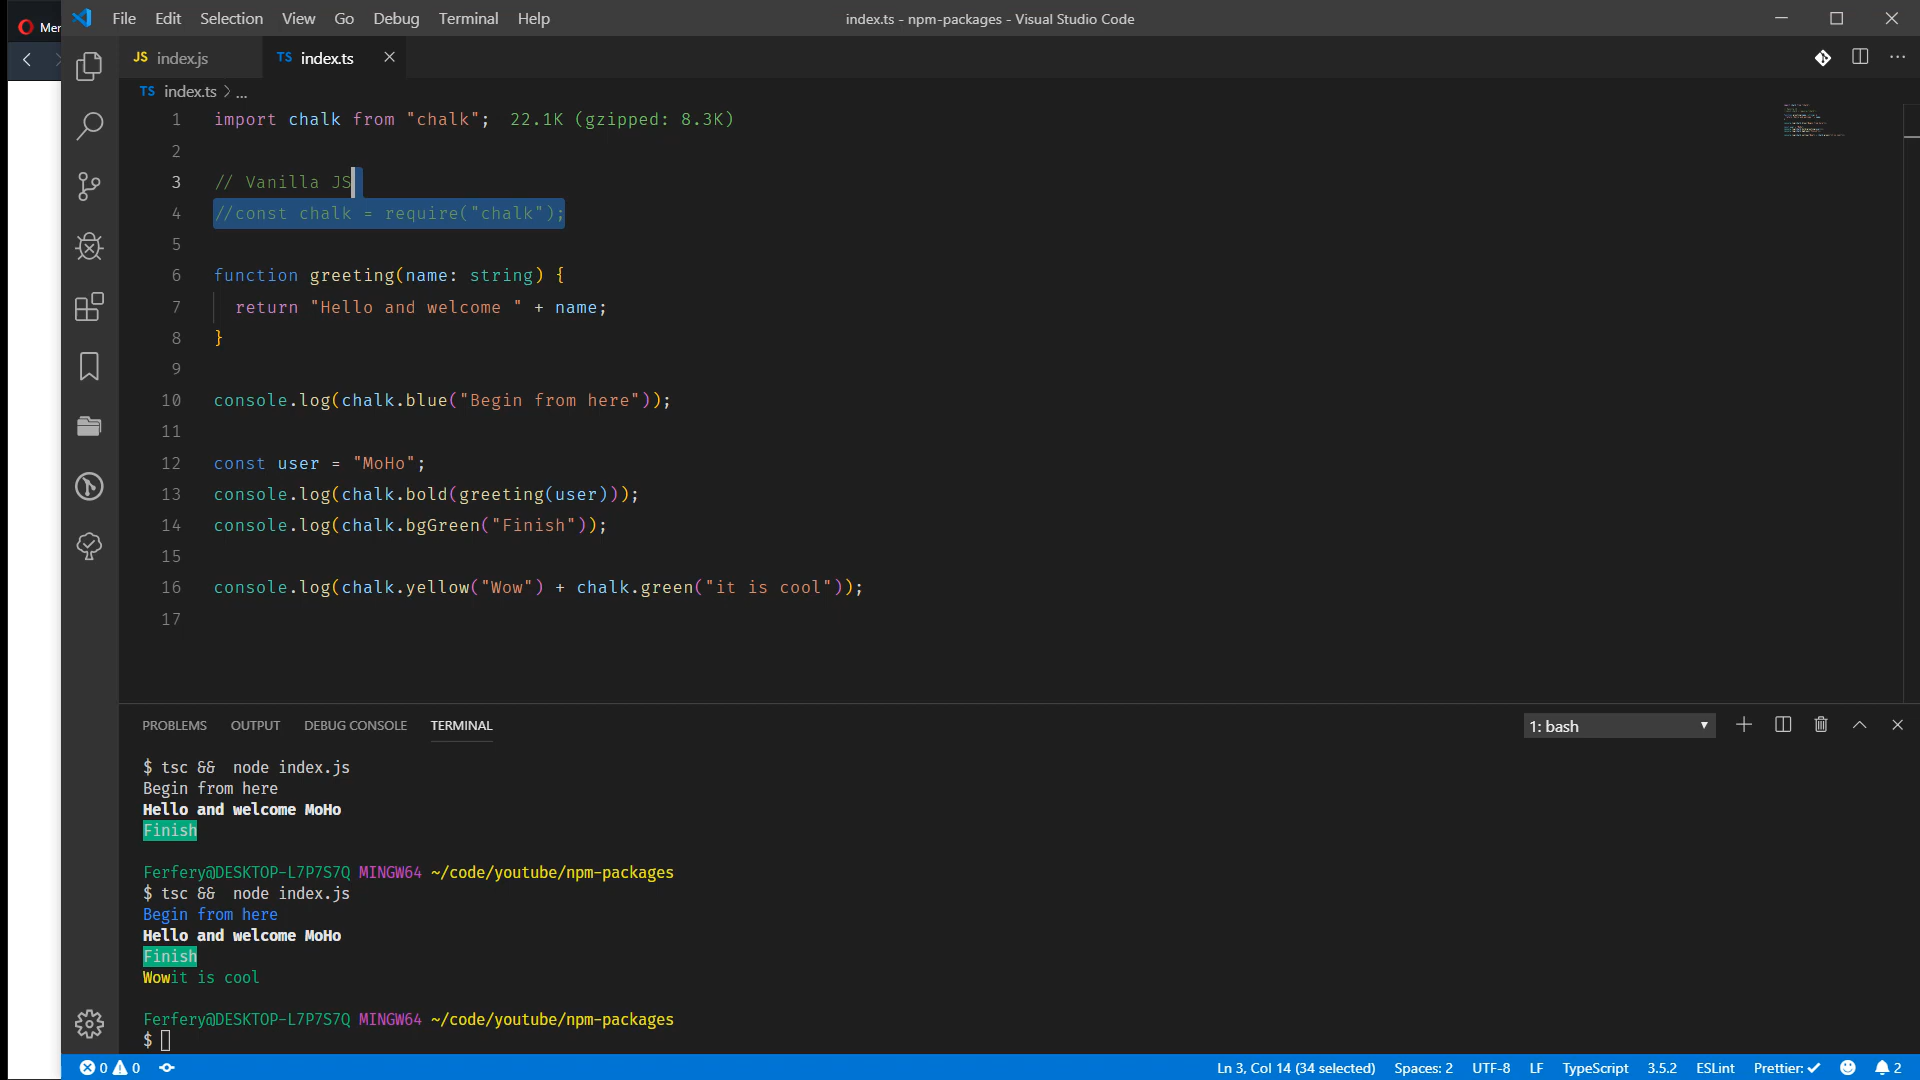 Mer
File Edit Selection View Go Debug Terminal Help
index.ts - npm-packages - Visual Studio Code
JS index.js
TS index.ts
TS index.ts > ...
1 import chalk from "chalk"; 22.1K (gzipped: 8.3K)
2
3 // Vanilla JS
4 //const chalk = require("chalk");
5
6 function greeting(name: string) {
7 return "Hello and welcome " + name;
8 }
9
10 console.log(chalk.blue("Begin from here"));
11
12 const user = "MoHo";
13 console.log(chalk.bold(greeting(user)));
14 console.log(chalk.bgGreen("Finish"));
15
16 console.log(chalk.yellow("Wow") + chalk.green("it is cool"));
17
PROBLEMS OUTPUT DEBUG CONSOLE TERMINAL
1: bash
$ tsc && node index.js
Begin from here
Hello and welcome MoHo
Finish
Ferfery@DESKTOP-L7P7S7Q MINGW64 ~/code/youtube/npm-packages
$ tsc && node index.js
Begin from here
Hello and welcome MoHo
Finish
Wowit is cool
Ferfery@DESKTOP-L7P7S7Q MINGW64 ~/code/youtube/npm-packages
$
0 0
Ln 3, Col 14 (34 selected) Spaces: 2 UTF-8 LF TypeScript 3.5.2 ESLint Prettier: ✓ 2